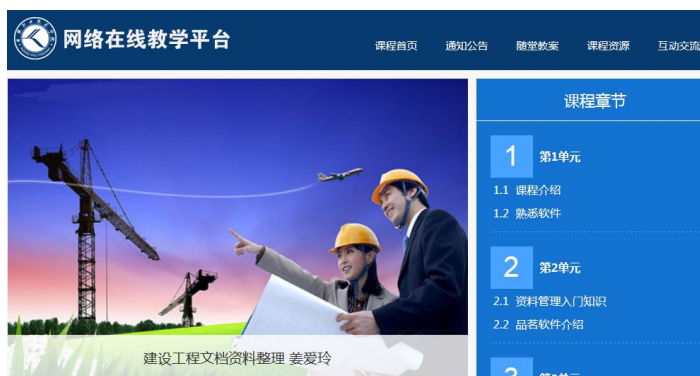 网络在线教学平台
课程首页 通知公告 随堂教案 课程资源 互动交流
建设工程文档资料整理 姜爱玲
课程章节
1 第1单元
1.1 课程介绍
1.2 熟悉软件
2 第2单元
2.1 资料管理入门知识
2.2 品茗软件介绍